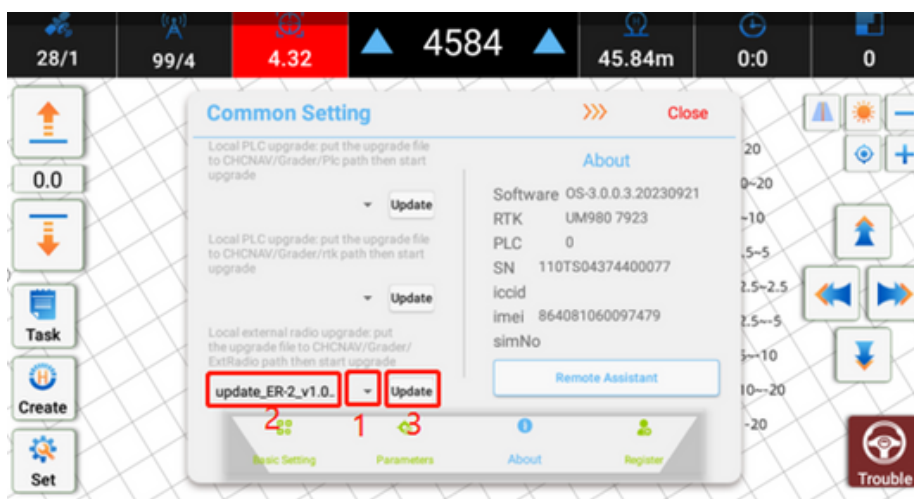 28/1
99/4
4.32
4584
45.84m
0:0
0
Common Setting
Close
Local PLC upgrade: put the upgrade file
to CHCNAV/Grader/Plc path then start
upgrade
Update
Local PLC upgrade: put the upgrade file
to CHCNAV/Grader/rtk path then start
upgrade
Update
Local external radio upgrade: put
the upgrade file to CHCNAV/Grader/
ExtRadio path then start upgrade
update_ER-2_v1.0..
Update
2
1
3
About
Software OS-3.0.0.3.20230921
RTK UM980 7923
PLC 0
SN 110TS04374400077
iccid
imei 864081060097479
simNo
Remote Assistant
Basic Setting
Parameters
About
Register
0.0
Task
Create
Set
20
0~20
~10
.5~5
2.5~2.5
2.5~-5
5~-10
10~-20
-20
Trouble